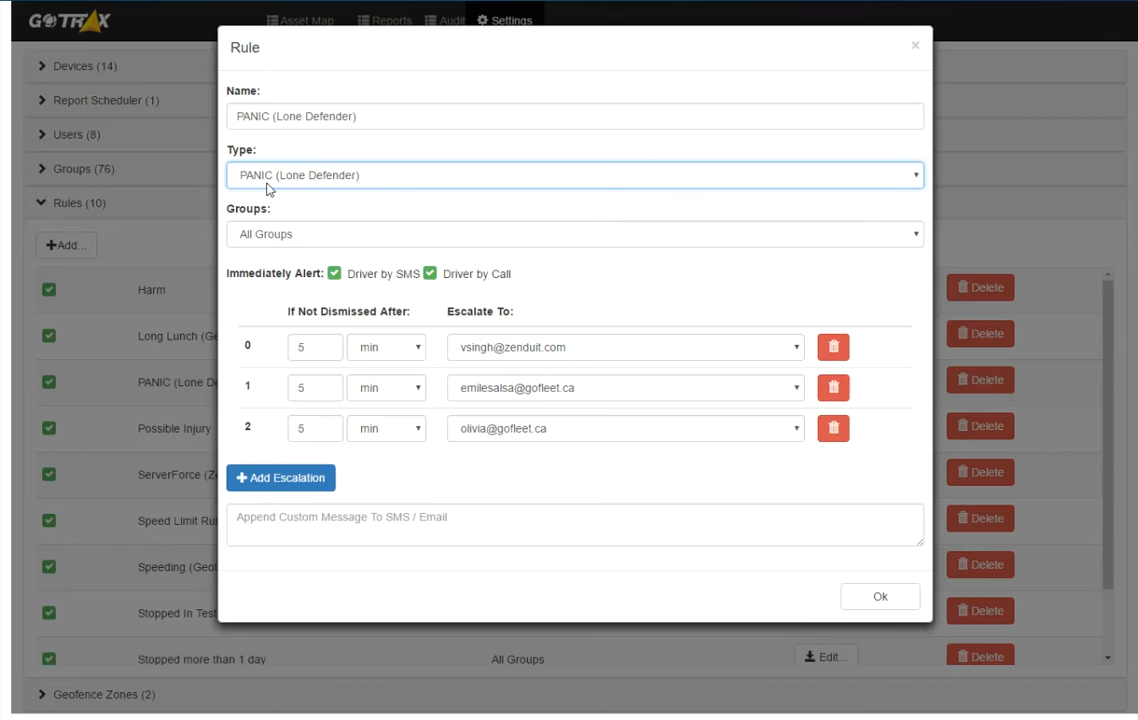 GOTRAX
Asset Map Reports Audit Settings
Rule ×
Devices (14)
Name:
Report Scheduler (1)
PANIC (Lone Defender)
Users (8)
Type:
Groups (76)
PANIC (Lone Defender)
Rules (10)
Groups:
Add...
All Groups
Immediately Alert: Driver by SMS Driver by Call
Harm Delete
If Not Dismissed After: Escalate To:
Long Lunch (Ge Delete
0 5 min vsingh@zenduit.com
PANIC (Lone De Delete
1 5 min emilesalsa@gofleet.ca
Possible Injury Delete
2 5 min olivia@gofleet.ca
ServerForce (Ze Delete
Add Escalation
Speed Limit Rul Delete
Append Custom Message To SMS / Email
Speeding (Geot Delete
Ok
Stopped In Test Delete
Stopped more than 1 day All Groups Edit... Delete
Geofence Zones (2)